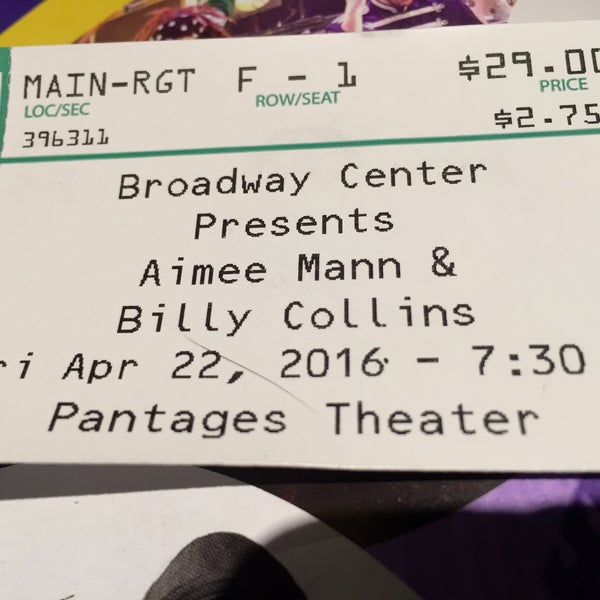 MAIN-RGT F - 1 $29.00
LOC/SEC ROW/SEAT PRICE
396311 $2.75
Broadway Center
Presents
Aimee Mann &
Billy Collins
ri Apr 22, 2016 - 7:30
Pantages Theater